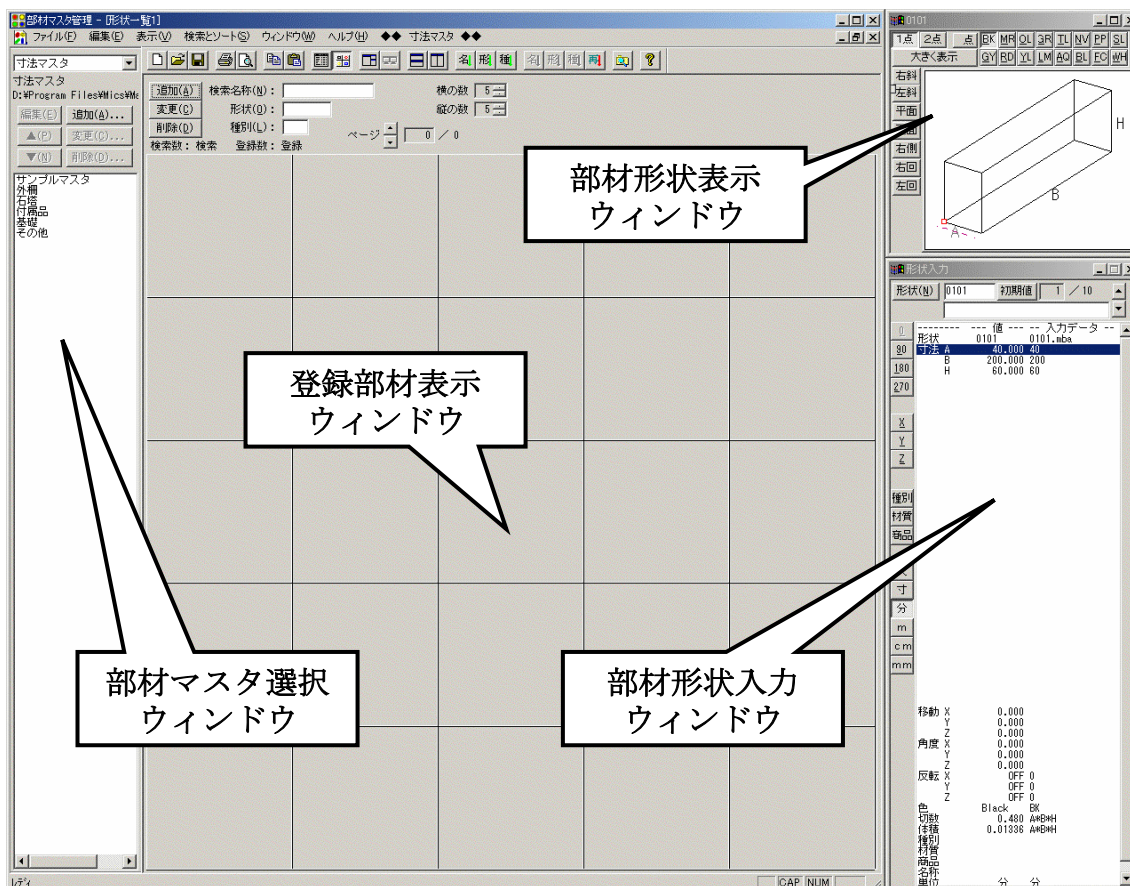 部材マスタ管理 - [形状一覧1]
ファイル(F) 編集(E) 表示(V) 検索とソート(S) ウィンドウ(W) ヘルプ(H) ◆◆ 寸法マスタ ◆◆
寸法マスタ
寸法マスタ
D:¥Program Files¥Mics¥Me
編集(E) 追加(A)...
▲(P) 変更(C)...
▼(N) 削除(D)...
サンプルマスタ
外柵
石塔
付属品
基礎
その他
名 形 種 名 形 種 再
追加(A) 検索名称(N): 横の数 5
変更(C) 形状(O): 縦の数 5
削除(D) 種別(L): ページ 0 / 0
検索数: 検索 登録数: 登録
部材形状表示
ウィンドウ
登録部材表示
ウィンドウ
部材マスタ選択
ウィンドウ
部材形状入力
ウィンドウ
0101
1点 2点 点 BK MR OL GR TL NV PP SL
大きく表示 GY RD YL LM AQ BL FC WH
右斜
左斜
平面
右側
右回
左回
H
B
A
形状入力
形状(N) 0101 初期値 1 / 10
-------- --- 値 --- -- 入力データ --
形状 0101 0101.mba
寸法 A 40.000 40
B 200.000 200
H 60.000 60
0
90
180
270
X
Y
Z
種別
材質
商品
寸
分
m
cm
mm
移動 X 0.000
Y 0.000
Z 0.000
角度 X 0.000
Y 0.000
Z 0.000
反転 X OFF 0
Y OFF 0
Z OFF 0
色 Black BK
切数 0.480 A*B*H
体積 0.01336 A*B*H
種別
材質
商品
名称
単位 分 分
レディ
CAP NUM